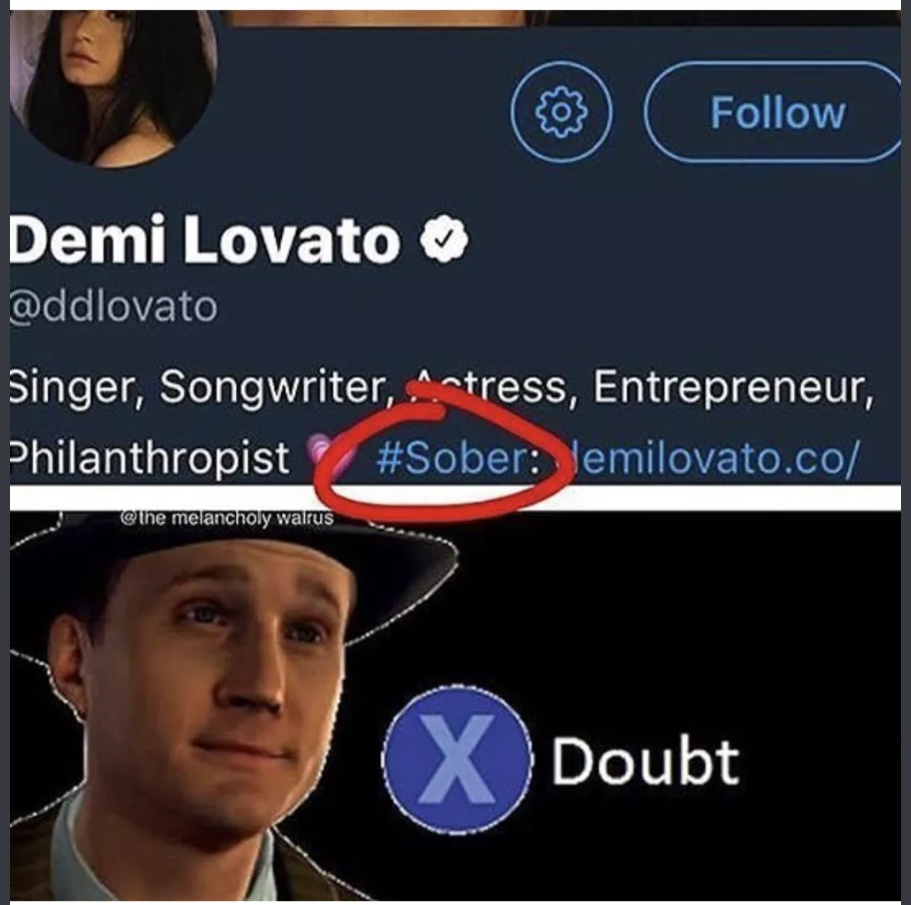 Follow
Demi Lovato
@ddlovato
Singer, Songwriter, Actress, Entrepreneur,
Philanthropist 💗 #Sober: demilovato.co/
@the melancholy walrus
X Doubt